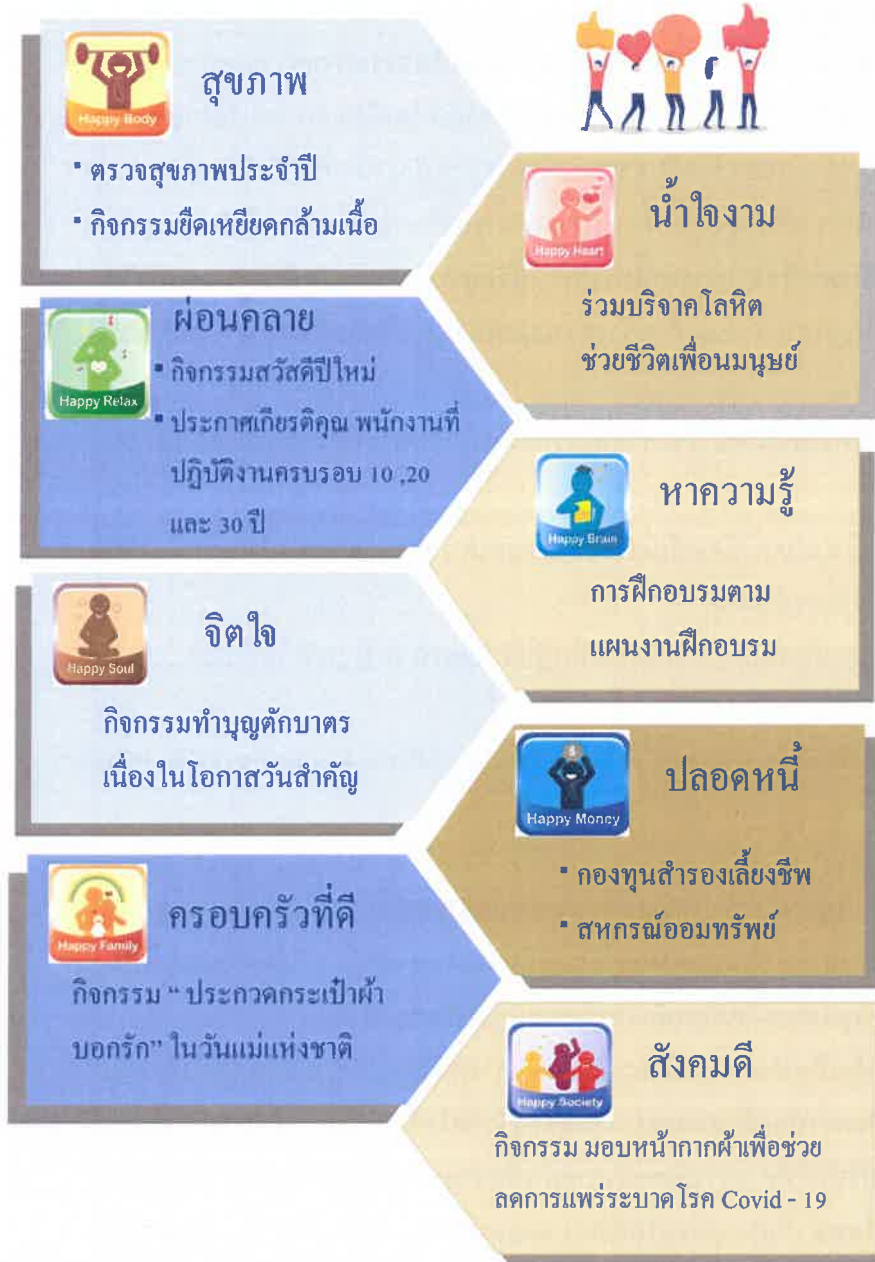 Happy Body
สุขภาพ
▪ ตรวจสุขภาพประจำปี
▪ กิจกรรมยืดเหยียดกล้ามเนื้อ
Happy Heart
น้ำใจงาม
ร่วมบริจาคโลหิต
ช่วยชีวิตเพื่อนมนุษย์
Happy Relax
ผ่อนคลาย
▪ กิจกรรมสวัสดีปีใหม่
▪ ประกาศเกียรติคุณ พนักงานที่
ปฏิบัติงานครบรอบ 10 ,20
และ 30 ปี
Happy Brain
หาความรู้
การฝึกอบรมตาม
แผนงานฝึกอบรม
Happy Soul
จิตใจ
กิจกรรมทำบุญตักบาตร
เนื่องในโอกาสวันสำคัญ
Happy Money
ปลอดหนี้
▪ กองทุนสำรองเลี้ยงชีพ
▪ สหกรณ์ออมทรัพย์
Happy Family
ครอบครัวที่ดี
กิจกรรม “ ประกวดกระเป๋าผ้า
บอกรัก” ในวันแม่แห่งชาติ
Happy Society
สังคมดี
กิจกรรม มอบหน้ากากผ้าเพื่อช่วย
ลดการแพร่ระบาดโรค Covid - 19